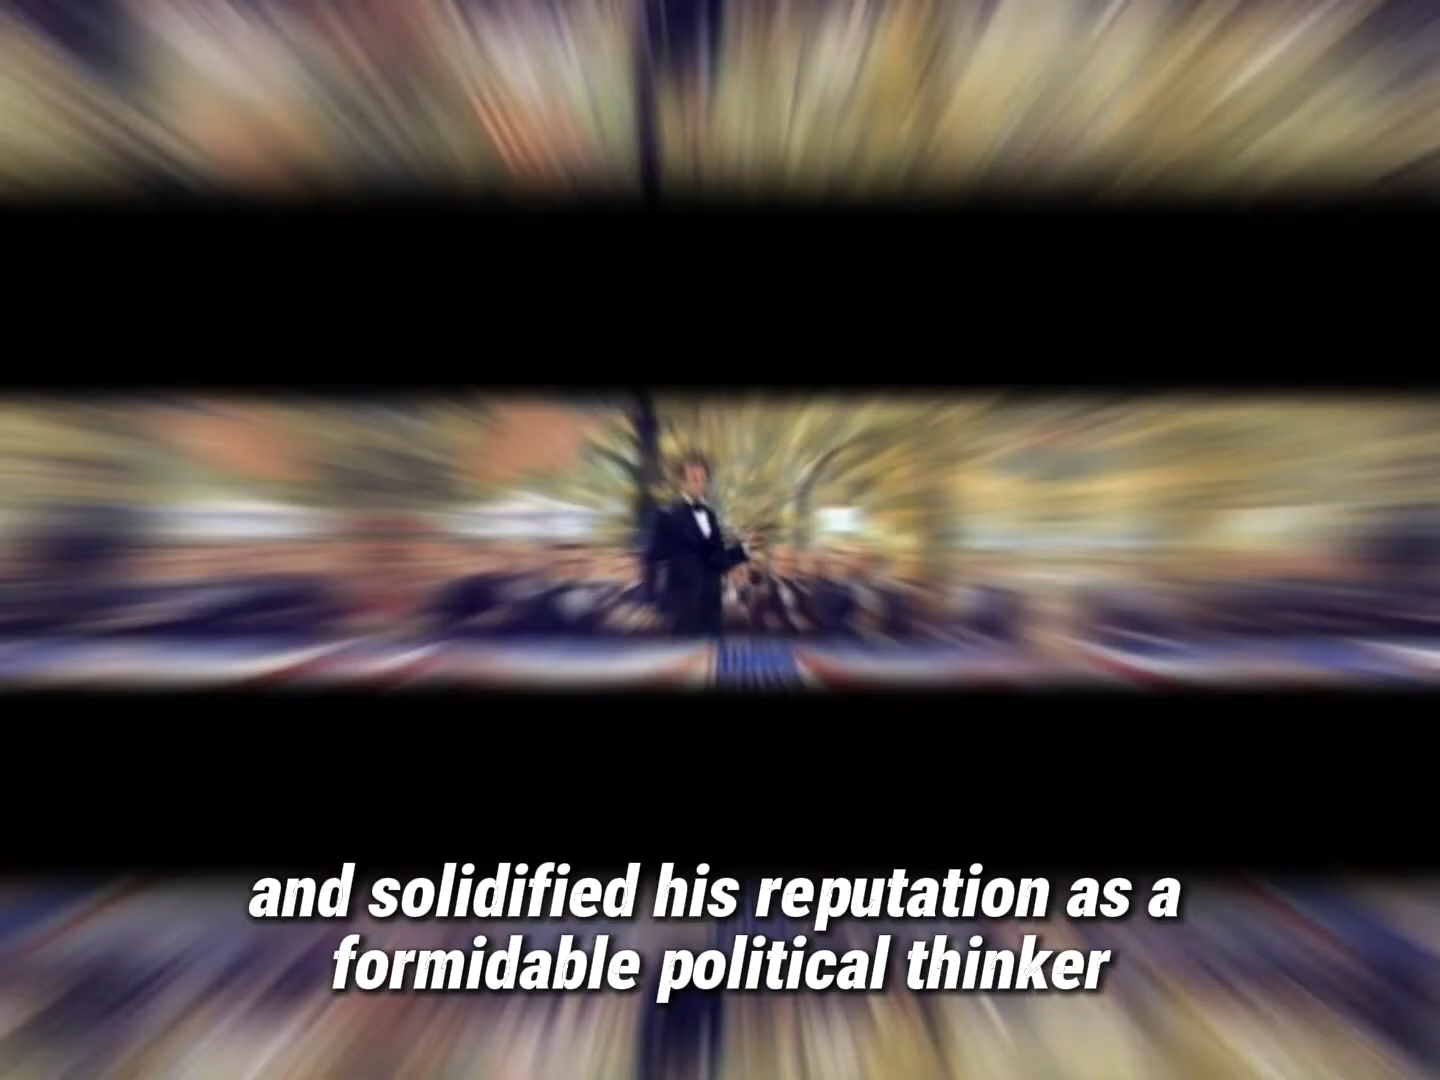 and solidified his reputation as a
formidable political thinker